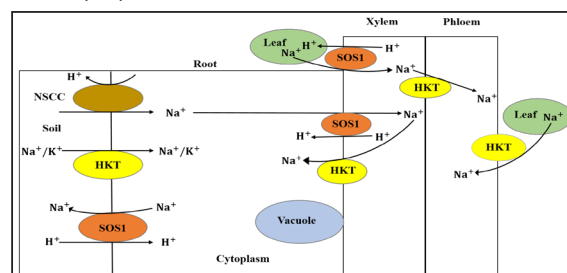 Xylem Phloem
Leaf
Na⁺ H⁺ H⁺
SOS1
Root
Na⁺
H⁺
HKT
NSCC
Na⁺
Na⁺ Na⁺
Leaf Na⁺
SOS1
Soil
H⁺ H⁺
Na⁺/K⁺ Na⁺/K⁺
HKT
Na⁺
HKT
HKT
Na⁺
Na⁺ Na⁺
Vacuole
SOS1
H⁺ H⁺
Cytoplasm